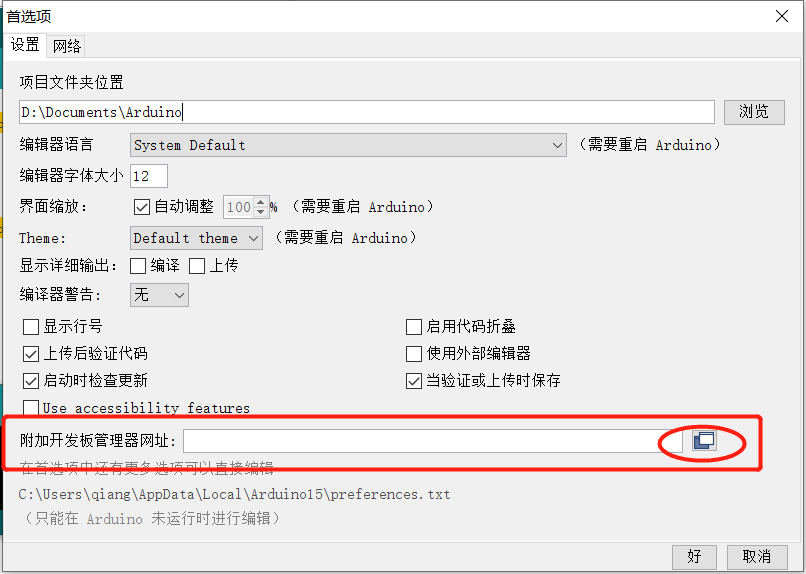 首选项
设置 网络
项目文件夹位置
D:\Documents\Arduino 浏览
编辑器语言 System Default （需要重启 Arduino）
编辑器字体大小 12
界面缩放： 自动调整 100 % （需要重启 Arduino）
Theme: Default theme （需要重启 Arduino）
显示详细输出： 编译 上传
编译器警告: 无
显示行号 启用代码折叠
上传后验证代码 使用外部编辑器
启动时检查更新 当验证或上传时保存
Use accessibility features
附加开发板管理器网址:
在首选项中还有更多选项可以直接编辑
C:\Users\qiang\AppData\Local\Arduino15\preferences.txt
（只能在 Arduino 未运行时进行编辑）
好 取消